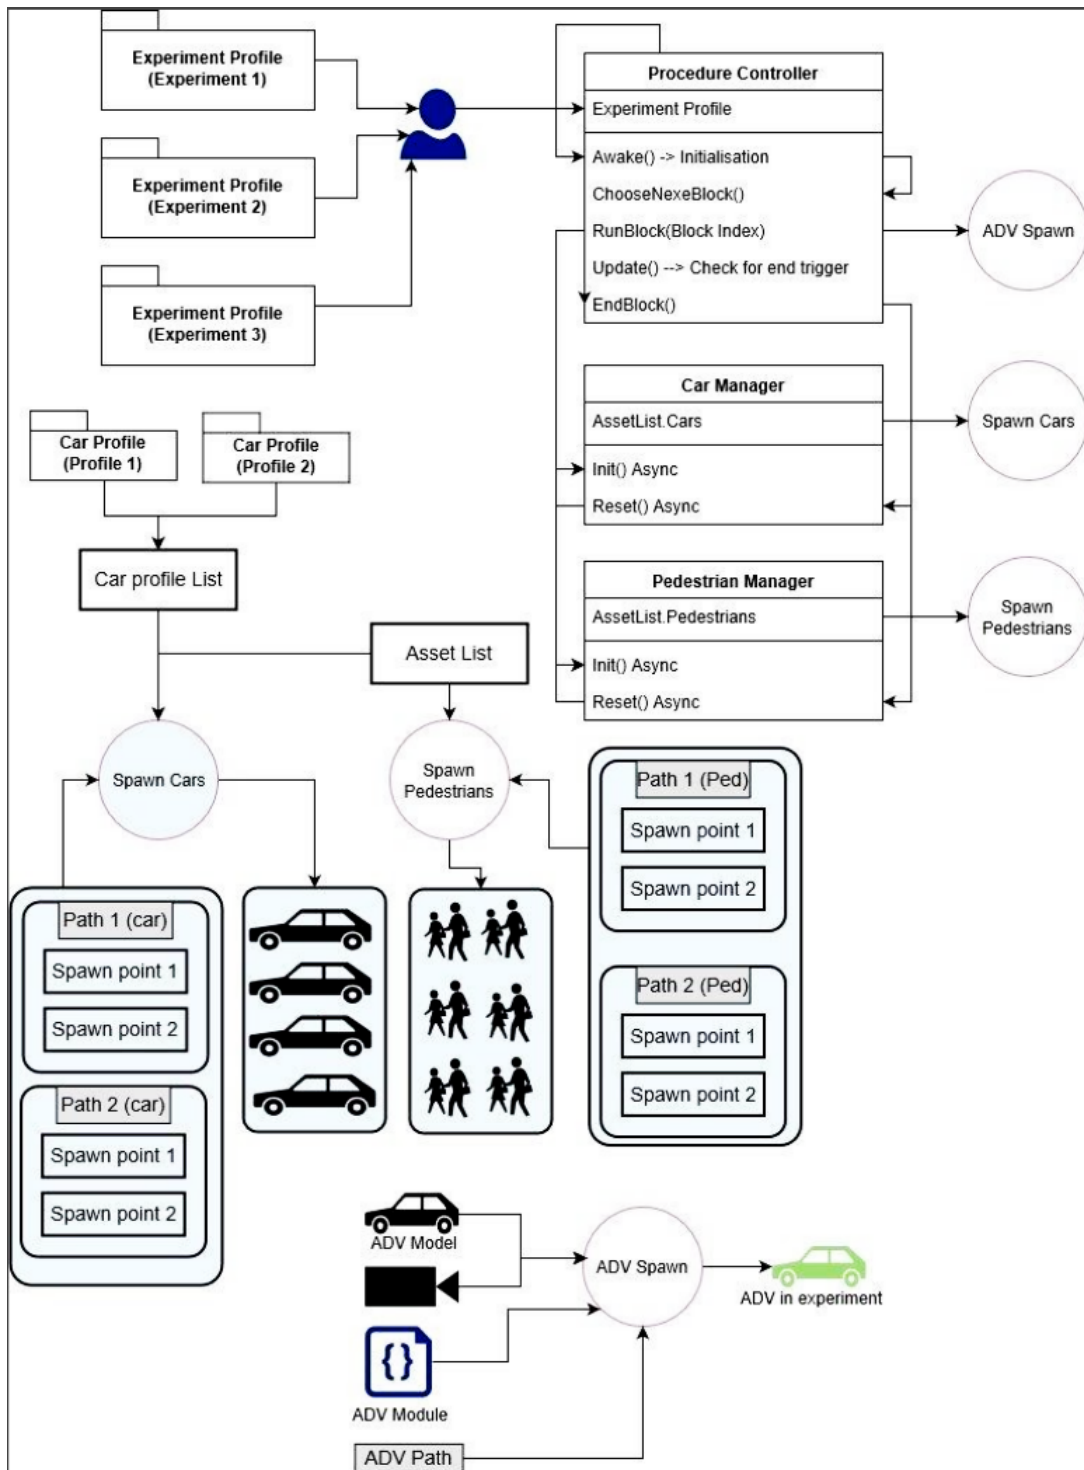 Experiment Profile
(Experiment 1)
Experiment Profile
(Experiment 2)
Experiment Profile
(Experiment 3)
Procedure Controller
Experiment Profile
Awake() -> Initialisation
ChooseNexeBlock()
RunBlock(Block Index)
Update() --> Check for end trigger
EndBlock()
ADV Spawn
Car Manager
AssetList.Cars
Init() Async
Reset() Async
Spawn Cars
Pedestrian Manager
AssetList.Pedestrians
Init() Async
Reset() Async
Spawn
Pedestrians
Car Profile
(Profile 1)
Car Profile
(Profile 2)
Car profile List
Asset List
Spawn Cars
Spawn
Pedestrians
Path 1 (Ped)
Spawn point 1
Spawn point 2
Path 2 (Ped)
Spawn point 1
Spawn point 2
Path 1 (car)
Spawn point 1
Spawn point 2
Path 2 (car)
Spawn point 1
Spawn point 2
ADV Model
{}
ADV Module
ADV Path
ADV Spawn
ADV in experiment